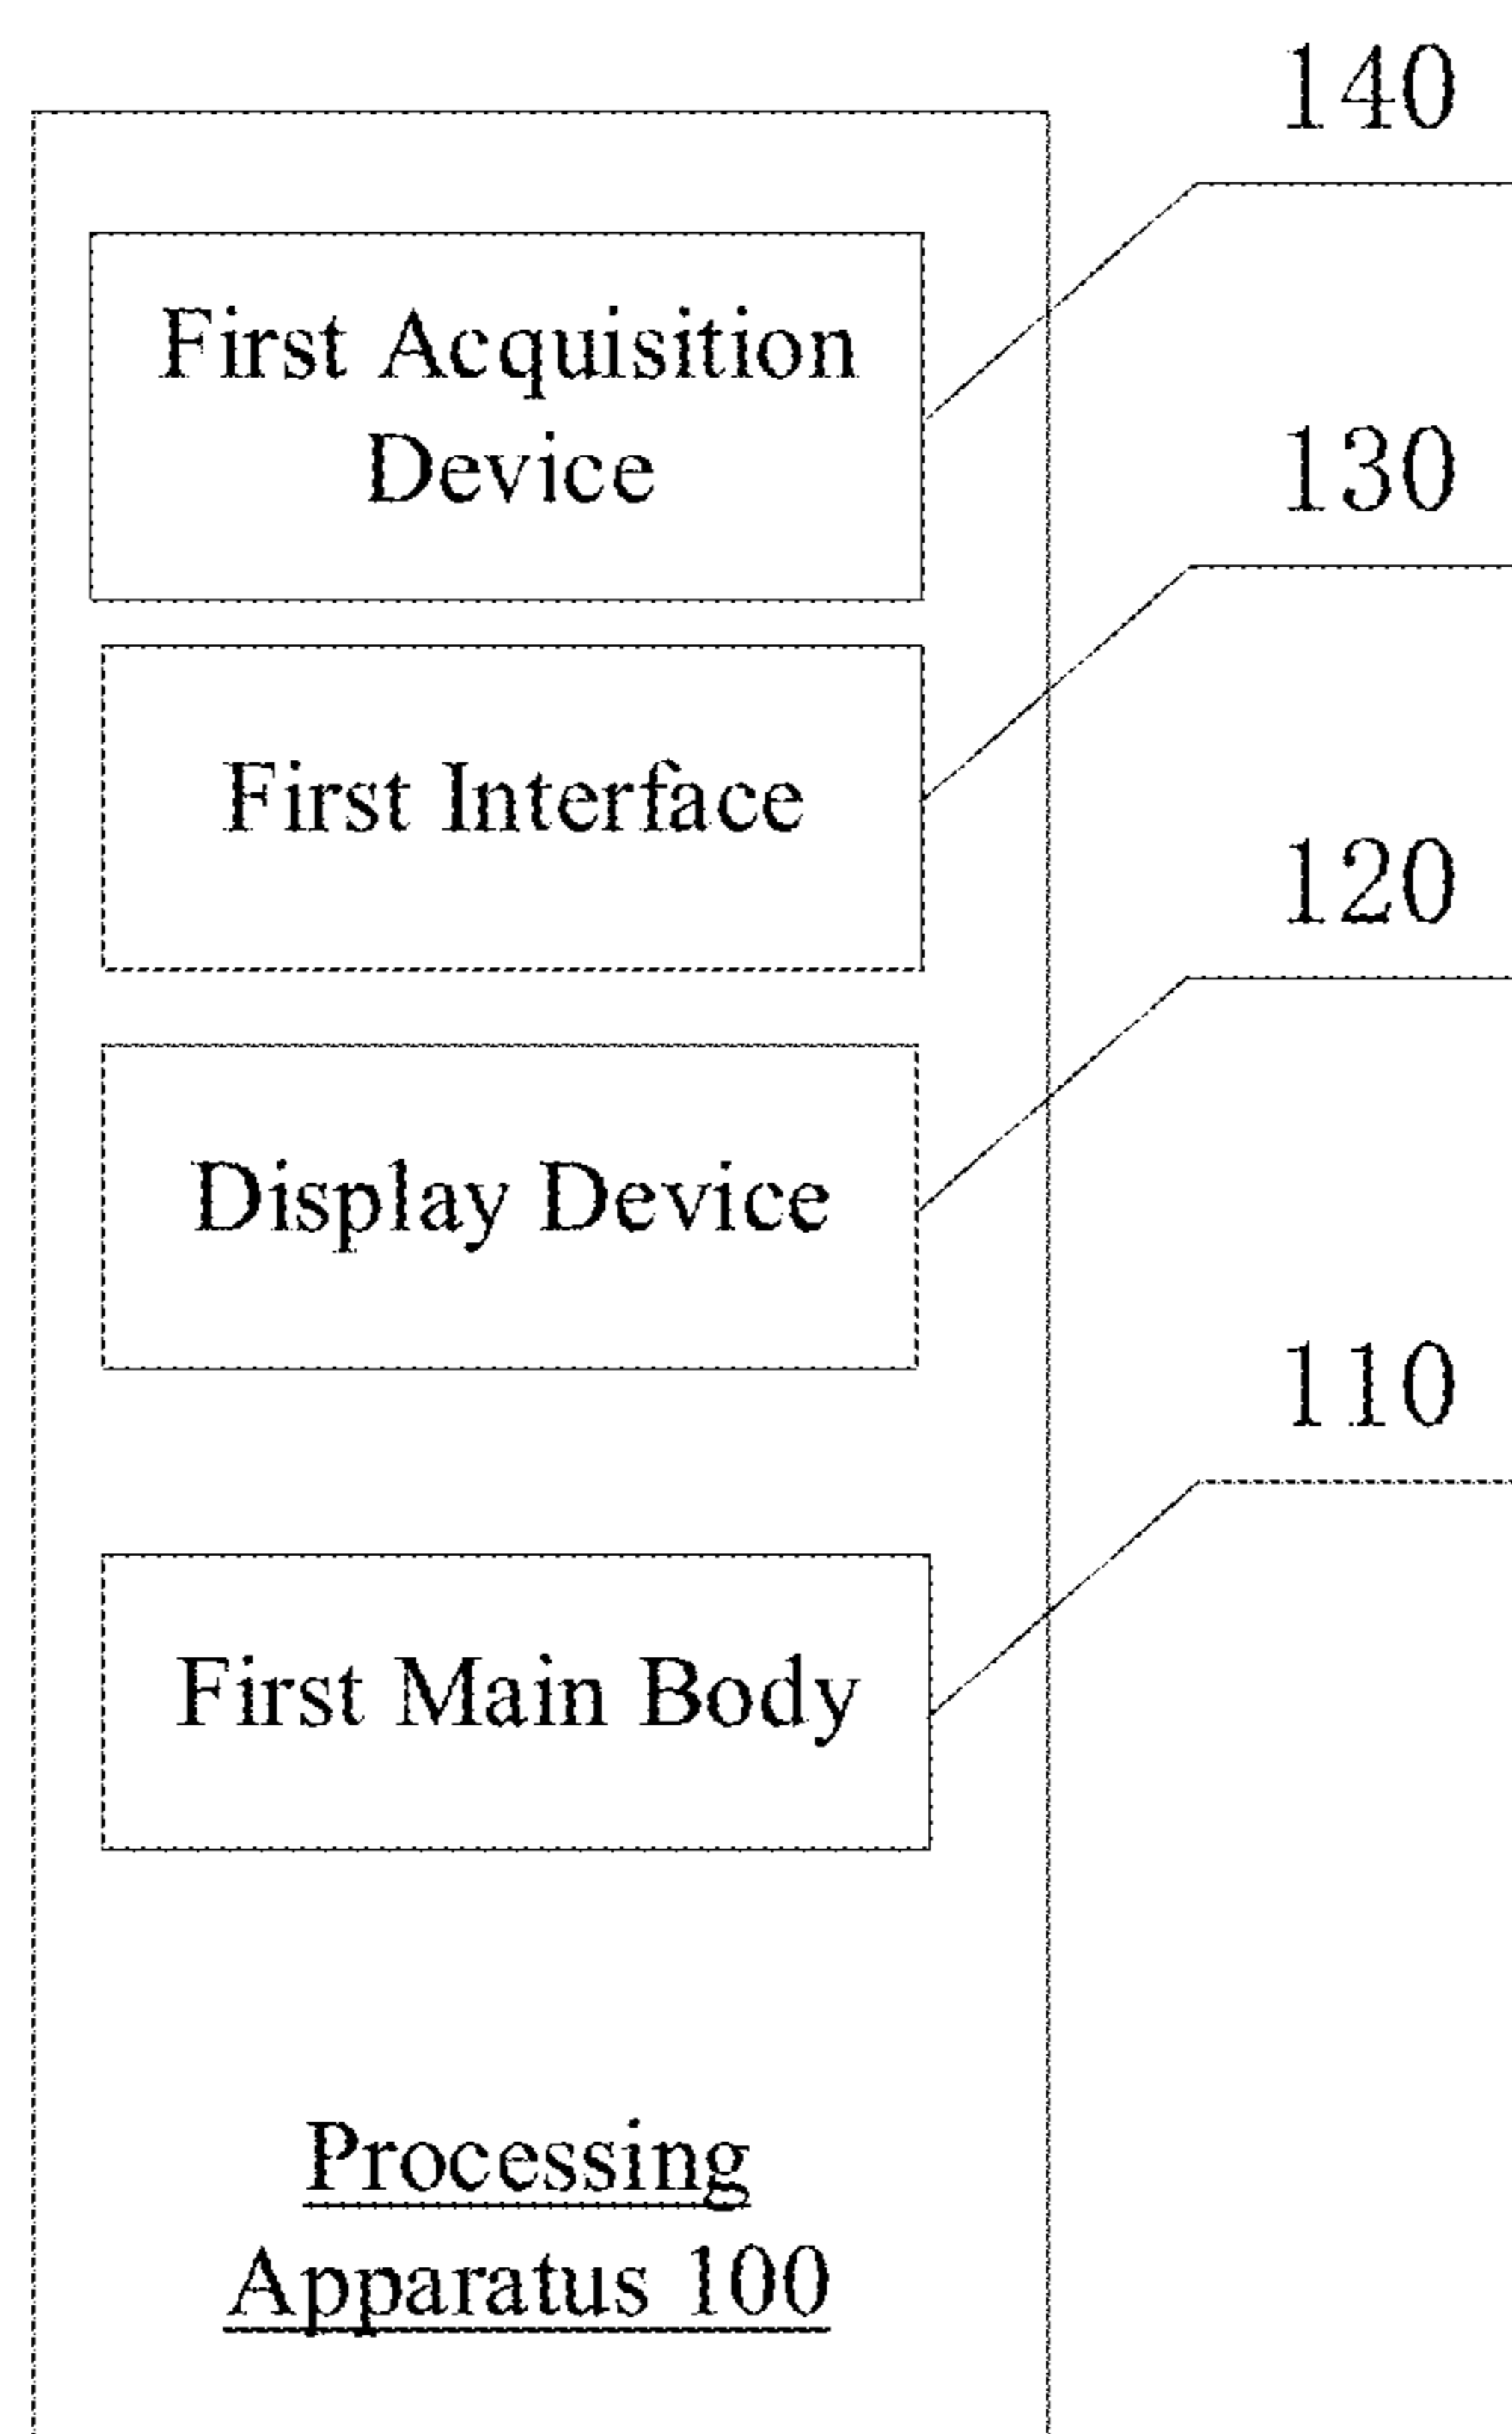 140
First Acquisition
Device
130
First Interface
120
Display Device
110
First Main Body
Processing
Apparatus 100